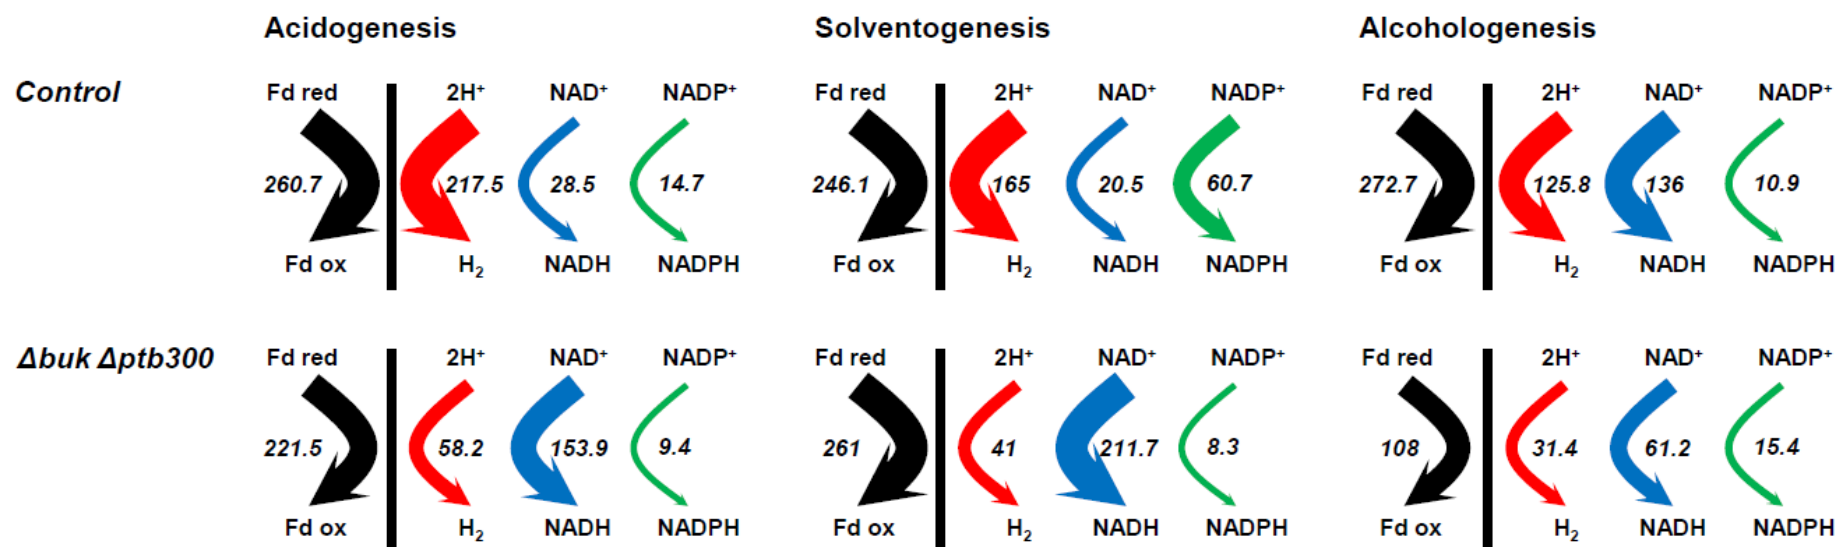 Acidogenesis Solventogenesis Alcohologenesis
Control
Fd red 2H⁺ NAD⁺ NADP⁺ Fd red 2H⁺ NAD⁺ NADP⁺ Fd red 2H⁺ NAD⁺ NADP⁺
260.7 217.5 28.5 14.7 246.1 165 20.5 60.7 272.7 125.8 136 10.9
Fd ox H₂ NADH NADPH Fd ox H₂ NADH NADPH Fd ox H₂ NADH NADPH
Δbuk Δptb300
Fd red 2H⁺ NAD⁺ NADP⁺ Fd red 2H⁺ NAD⁺ NADP⁺ Fd red 2H⁺ NAD⁺ NADP⁺
221.5 58.2 153.9 9.4 261 41 211.7 8.3 108 31.4 61.2 15.4
Fd ox H₂ NADH NADPH Fd ox H₂ NADH NADPH Fd ox H₂ NADH NADPH